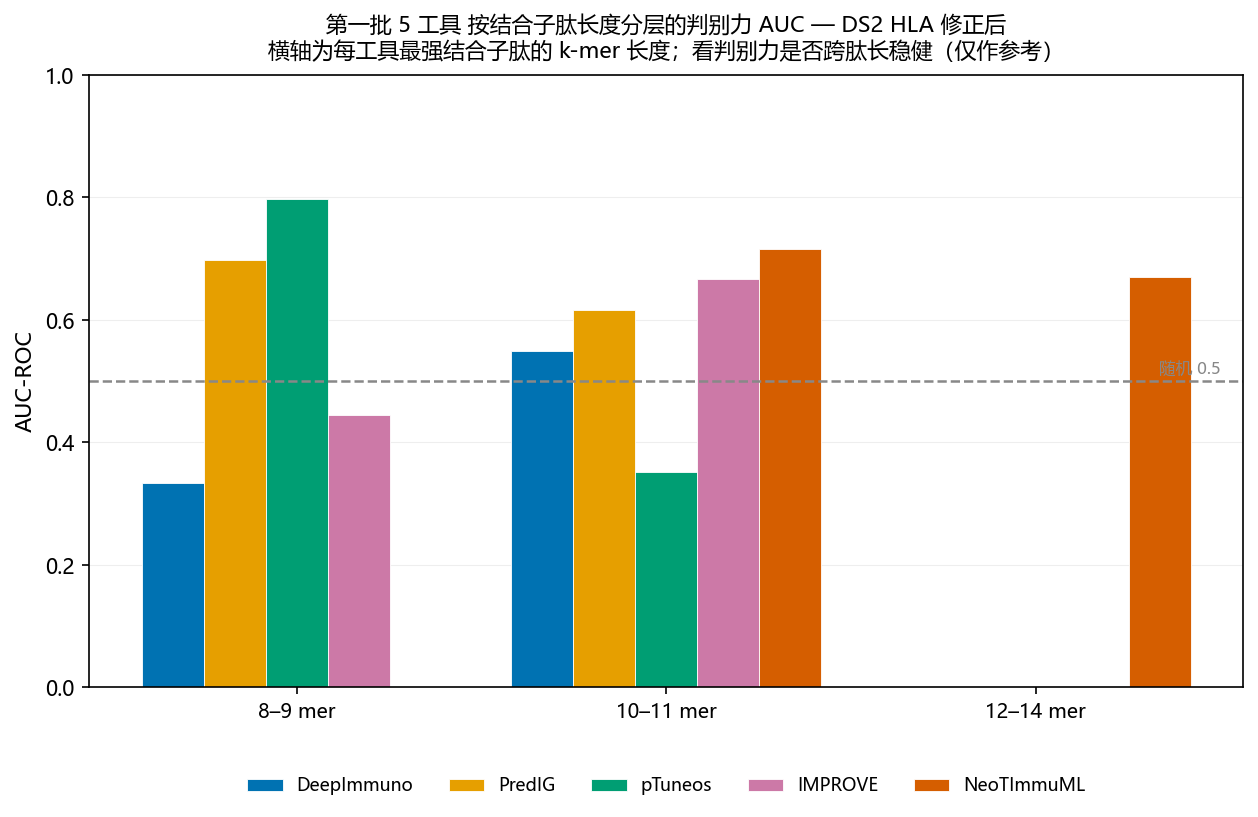 第一批 5 工具 按结合子肽长度分层的判别力 AUC — DS2 HLA 修正后
横轴为每工具最强结合子肽的 k-mer 长度；看判别力是否跨肽长稳健（仅作参考）
AUC-ROC
1.0
0.8
0.6
0.4
0.2
0.0
随机 0.5
8–9 mer
10–11 mer
12–14 mer
DeepImmuno
PredIG
pTuneos
IMPROVE
NeoTImmuML